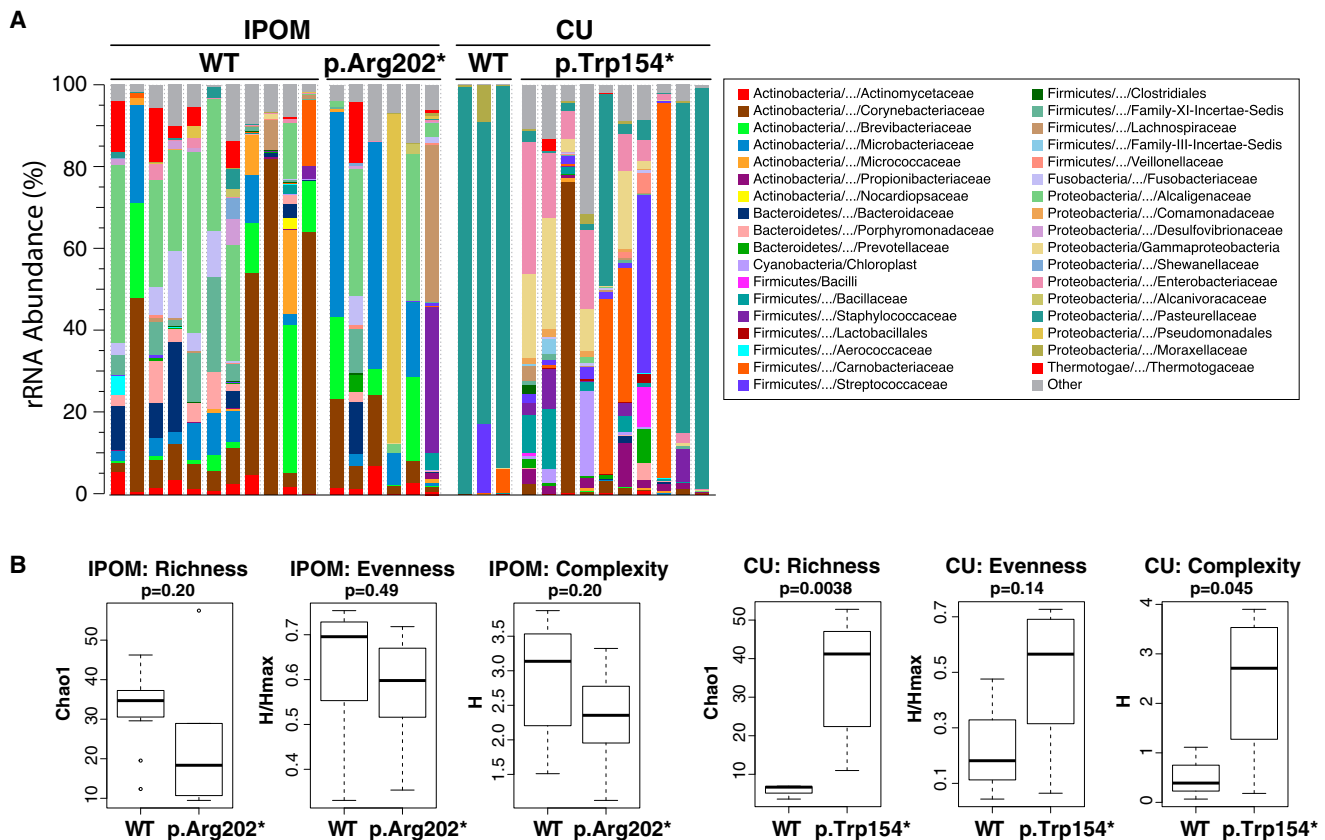 A
IPOM
CU
WT
p.Arg202*
WT
p.Trp154*
rRNA Abundance (%)
100
80
60
40
20
0
Actinobacteria/.../Actinomycetaceae
Actinobacteria/.../Corynebacteriaceae
Actinobacteria/.../Brevibacteriaceae
Actinobacteria/.../Microbacteriaceae
Actinobacteria/.../Micrococcaceae
Actinobacteria/.../Propionibacteriaceae
Actinobacteria/.../Nocardiopsaceae
Bacteroidetes/.../Bacteroidaceae
Bacteroidetes/.../Porphyromonadaceae
Bacteroidetes/.../Prevotellaceae
Cyanobacteria/Chloroplast
Firmicutes/Bacilli
Firmicutes/.../Bacillaceae
Firmicutes/.../Staphylococcaceae
Firmicutes/.../Lactobacillales
Firmicutes/.../Aerococcaceae
Firmicutes/.../Carnobacteriaceae
Firmicutes/.../Streptococcaceae
Firmicutes/.../Clostridiales
Firmicutes/.../Family-XI-Incertae-Sedis
Firmicutes/.../Lachnospiraceae
Firmicutes/.../Family-III-Incertae-Sedis
Firmicutes/.../Veillonellaceae
Fusobacteria/.../Fusobacteriaceae
Proteobacteria/.../Alcaligenaceae
Proteobacteria/.../Comamonadaceae
Proteobacteria/.../Desulfovibrionaceae
Proteobacteria/Gammaproteobacteria
Proteobacteria/.../Shewanellaceae
Proteobacteria/.../Enterobacteriaceae
Proteobacteria/.../Alcanivoracaceae
Proteobacteria/.../Pasteurellaceae
Proteobacteria/.../Pseudomonadales
Proteobacteria/.../Moraxellaceae
Thermotogae/.../Thermotogaceae
Other
B
IPOM: Richness
p=0.20
Chao1
50
40
30
20
10
WT p.Arg202*
IPOM: Evenness
p=0.49
H/Hmax
0.7
0.6
0.5
0.4
WT p.Arg202*
IPOM: Complexity
p=0.20
H
3.5
3.0
2.5
2.0
1.5
WT p.Arg202*
CU: Richness
p=0.0038
Chao1
50
40
30
20
10
WT p.Trp154*
CU: Evenness
p=0.14
H/Hmax
0.7
0.5
0.3
0.1
WT p.Trp154*
CU: Complexity
p=0.045
H
4
3
2
1
0
WT p.Trp154*